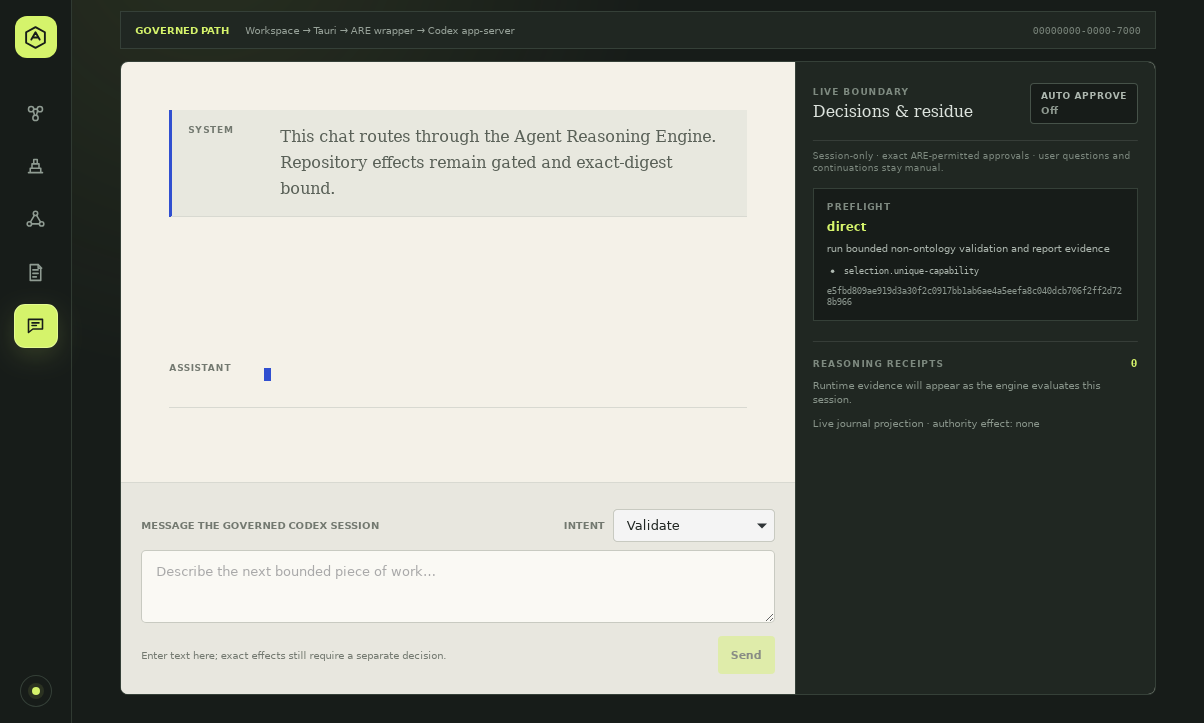 GOVERNED PATH Workspace → Tauri → ARE wrapper → Codex app-server 00000000-0000-7000
SYSTEM
This chat routes through the Agent Reasoning Engine.
Repository effects remain gated and exact-digest
bound.
ASSISTANT
MESSAGE THE GOVERNED CODEX SESSION
INTENT Validate
Describe the next bounded piece of work…
Enter text here; exact effects still require a separate decision.
Send
LIVE BOUNDARY
Decisions & residue
AUTO APPROVE
Off
Session-only · exact ARE-permitted approvals · user questions and
continuations stay manual.
PREFLIGHT
direct
run bounded non-ontology validation and report evidence
• selection.unique-capability
e5fbd809ae919d3a30f2c0917bb1ab6ae4a5eefa8c040dcb706f2ff2d72
8b966
REASONING RECEIPTS 0
Runtime evidence will appear as the engine evaluates this
session.
Live journal projection · authority effect: none